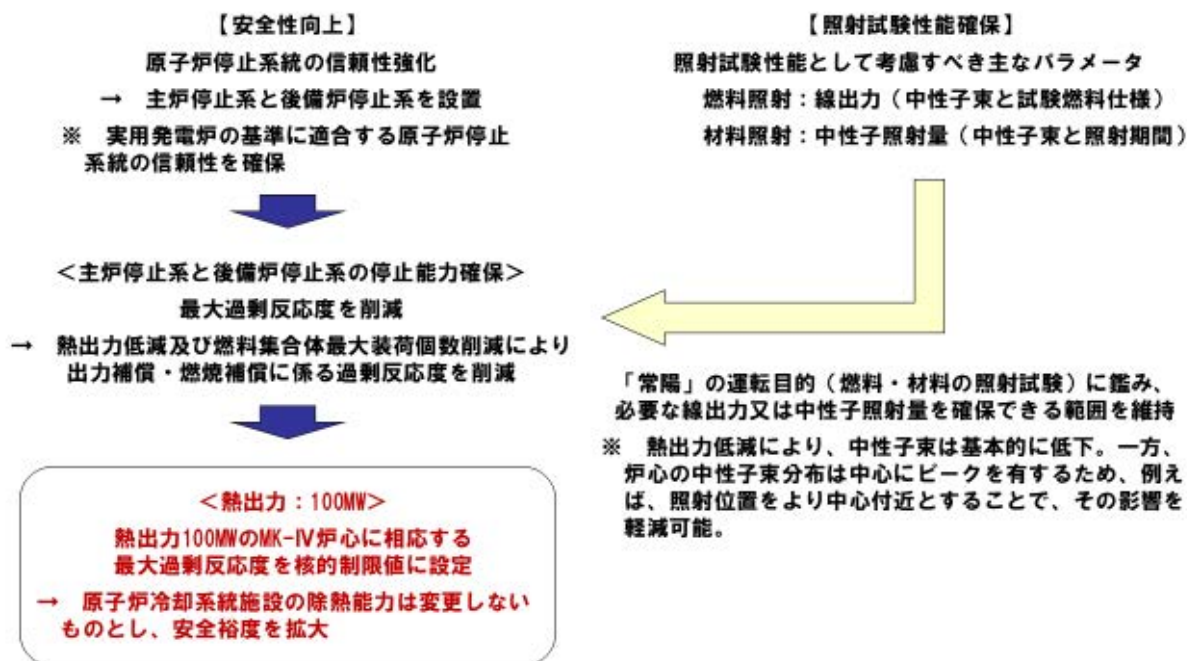 【安全性向上】
原子炉停止系統の信頼性強化
→ 主炉停止系と後備炉停止系を設置
※ 実用発電炉の基準に適合する原子炉停止
系統の信頼性を確保
＜主炉停止系と後備炉停止系の停止能力確保＞
最大過剰反応度を削減
→ 熱出力低減及び燃料集合体最大装荷個数削減により
出力補償・燃焼補償に係る過剰反応度を削減
＜熱出力：100MW＞
熱出力100MWのMK-Ⅳ炉心に相応する
最大過剰反応度を核的制限値に設定
→ 原子炉冷却系統施設の除熱能力は変更しない
ものとし、安全裕度を拡大
【照射試験性能確保】
照射試験性能として考慮すべき主なパラメータ
燃料照射：線出力（中性子束と試験燃料仕様）
材料照射：中性子照射量（中性子束と照射期間）
「常陽」の運転目的（燃料・材料の照射試験）に鑑み、
必要な線出力又は中性子照射量を確保できる範囲を維持
※ 熱出力低減により、中性子束は基本的に低下。一方、
炉心の中性子束分布は中心にピークを有するため、例え
ば、照射位置をより中心付近とすることで、その影響を
軽減可能。